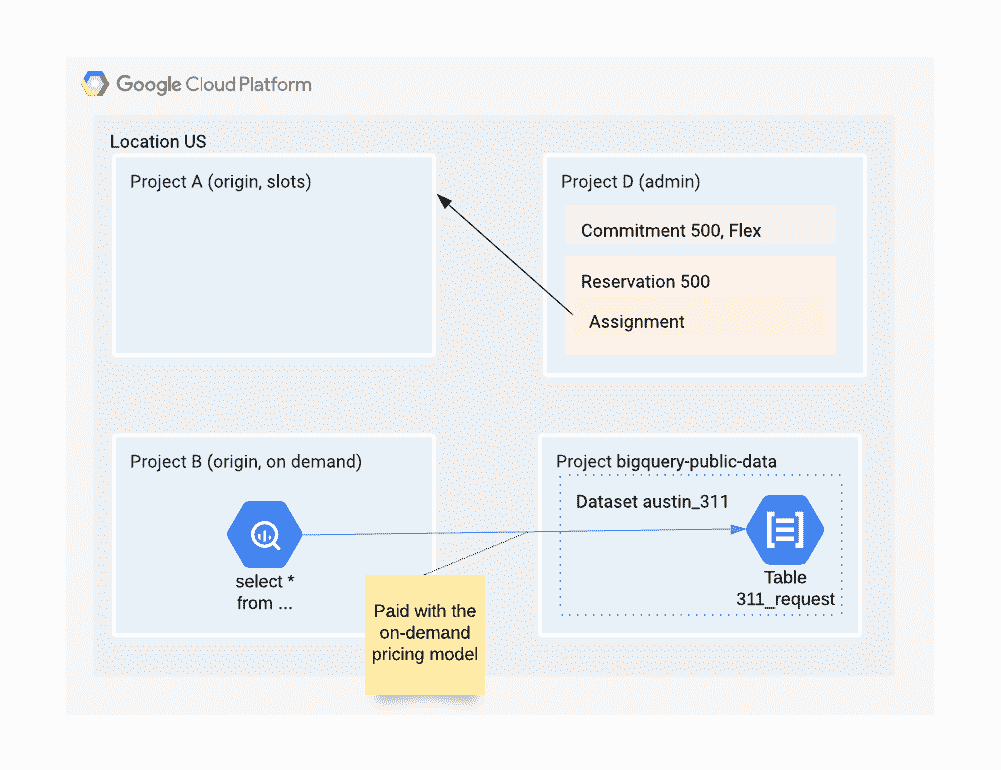 Google Cloud Platform
Location US
Project A (origin, slots)
Project D (admin)
Commitment 500, Flex
Reservation 500
Assignment
Project B (origin, on demand)
select *
from ...
Project bigquery-public-data
Dataset austin_311
Table
311_request
Paid with the
on-demand
pricing model